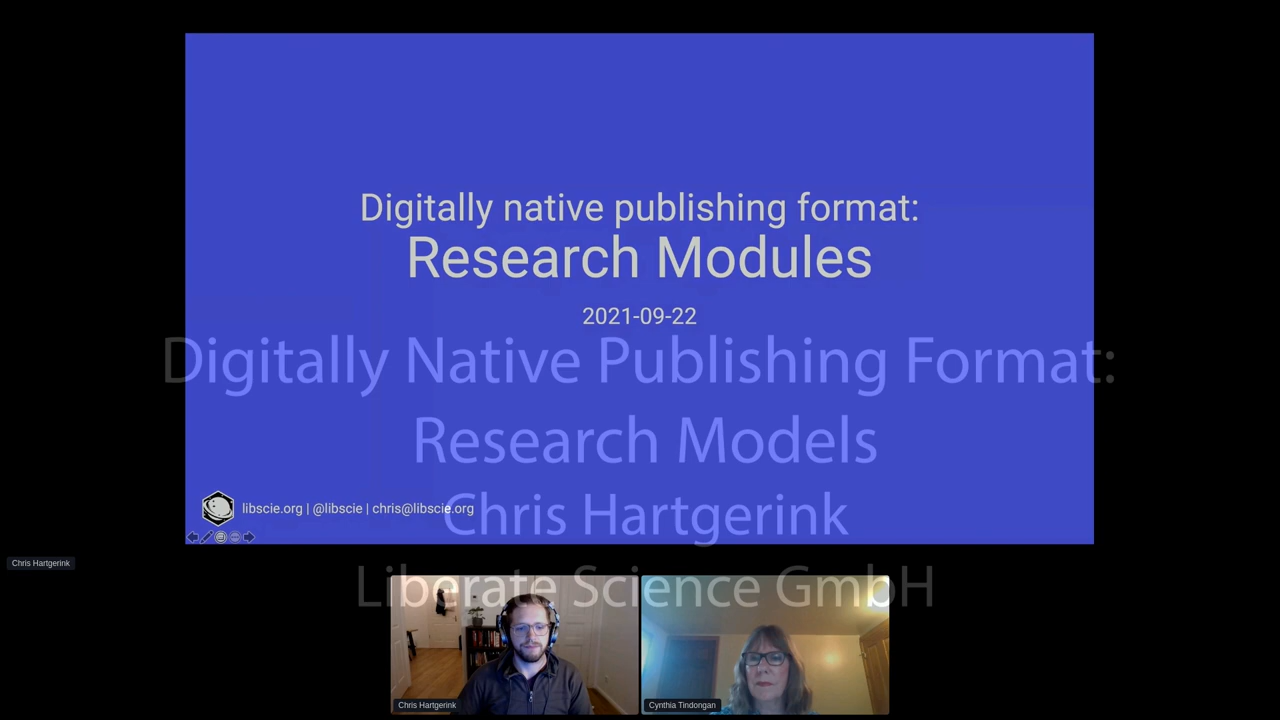 Digitally native publishing format:
Research Modules
2021-09-22
Digitally Native Publishing Format:
Research Models
libscie.org | @libscie | chris@libscie.org
Chris Hartgerink
Chris Hartgerink
Liberate Science GmbH
Chris Hartgerink
Cynthia Tindongan